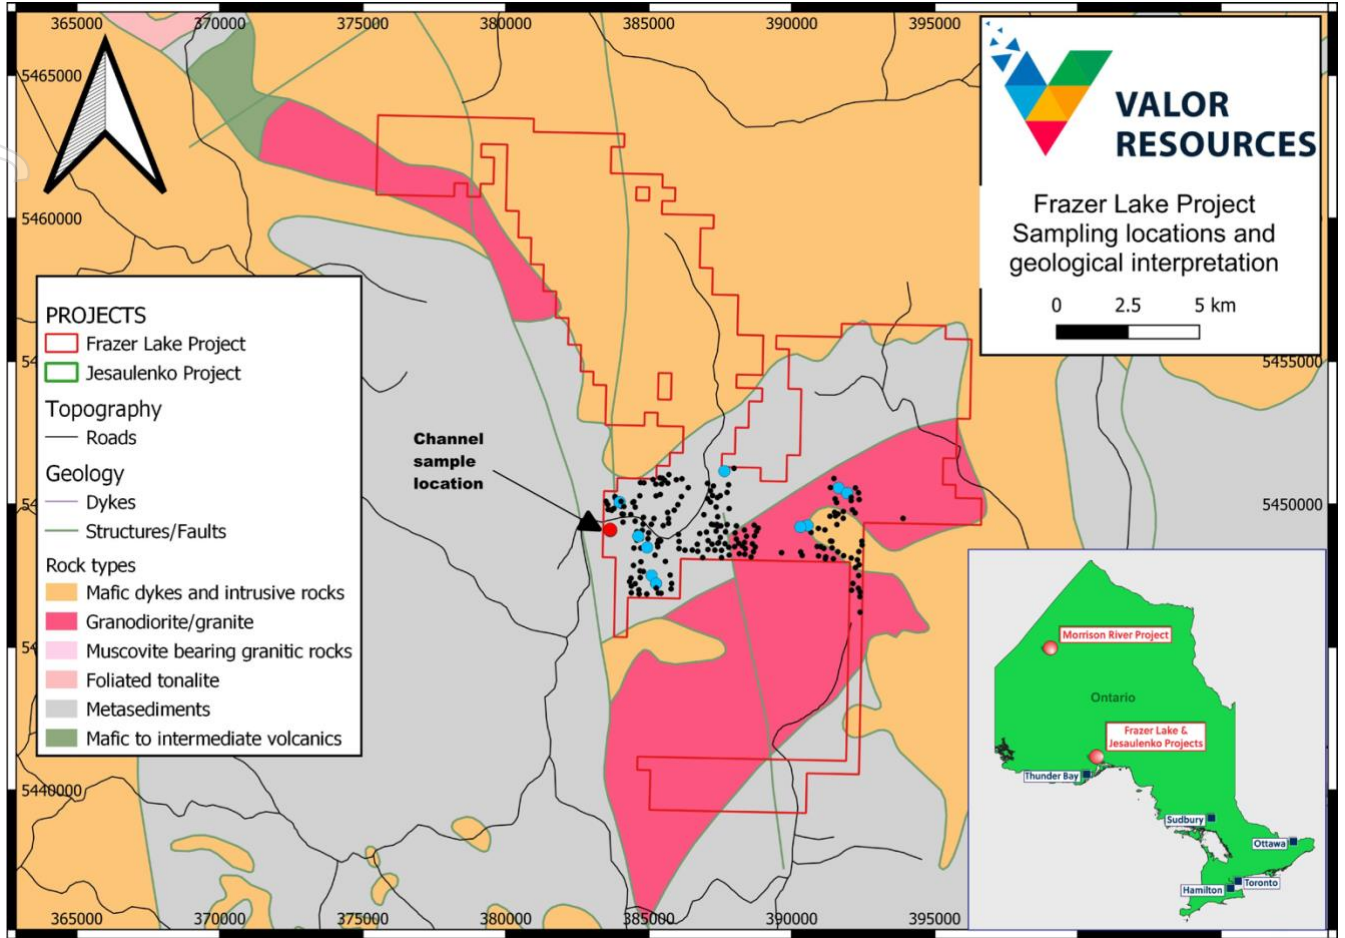 365000 370000 375000 380000 385000 390000 395000
5465000
5460000
5455000
5450000
5440000
VALOR
RESOURCES
Frazer Lake Project
Sampling locations and
geological interpretation
0 2.5 5 km
PROJECTS
Frazer Lake Project
Jesaulenko Project
Topography
Roads
Geology
Dykes
Structures/Faults
Rock types
Mafic dykes and intrusive rocks
Granodiorite/granite
Muscovite bearing granitic rocks
Foliated tonalite
Metasediments
Mafic to intermediate volcanics
Channel
sample
location
Morrison River Project
Ontario
Frazer Lake &
Jesaulenko Projects
Thunder Bay
Sudbury
Ottawa
Toronto
Hamilton
365000 370000 375000 380000 385000 390000 395000